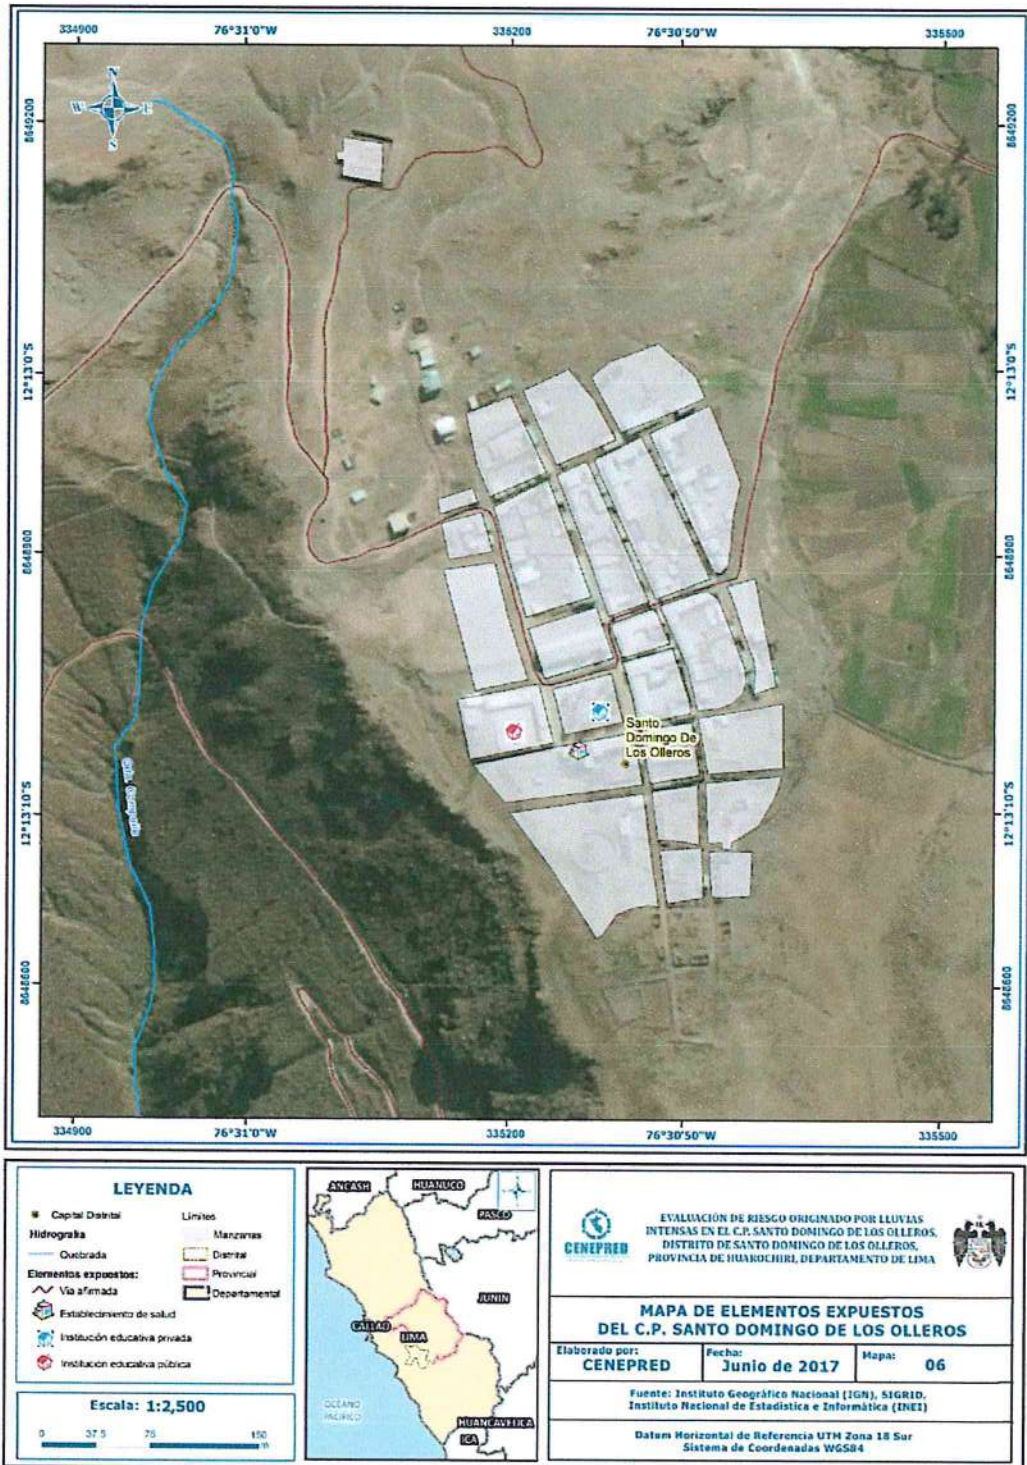 334900
76°31'0"W
335200
76°30'50"W
335500
8649200
8649200
N
W
E
S
12°13'0"S
12°13'0"S
8648900
8648900
Santo
Domingo De
Los Olleros
12°13'10"S
12°13'10"S
Qda.
8648600
8648600
334900
76°31'0"W
335200
76°30'50"W
335500
LEYENDA
Capital Distrital
Hidrografia
Quebrada
Elementos expuestos:
Via afirmada
Establecimiento de salud
Institución educativa privada
Institución educativa pública
Limites
Manzanas
Distrital
Provincial
Departamental
Escala: 1:2,500
0 37.5 75 150
m
ANCASH
HUANUCO
PASCO
JUNIN
CALLAO
LIMA
OCÉANO
PACÍFICO
HUANCAVELICA
ICA
CENEPRED
EVALUACIÓN DE RIESGO ORIGINADO POR LLUVIAS
INTENSAS EN EL C.P. SANTO DOMINGO DE LOS OLLEROS,
DISTRITO DE SANTO DOMINGO DE LOS OLLEROS,
PROVINCIA DE HUAROCHIRI, DEPARTAMENTO DE LIMA
MAPA DE ELEMENTOS EXPUESTOS
DEL C.P. SANTO DOMINGO DE LOS OLLEROS
Elaborado por:
CENEPRED
Fecha:
Junio de 2017
Mapa:
06
Fuente: Instituto Geográfico Nacional (IGN), SIGRID,
Instituto Nacional de Estadística e Informática (INEI)
Datum Horizontal de Referencia UTM Zona 18 Sur
Sistema de Coordenadas WGS84